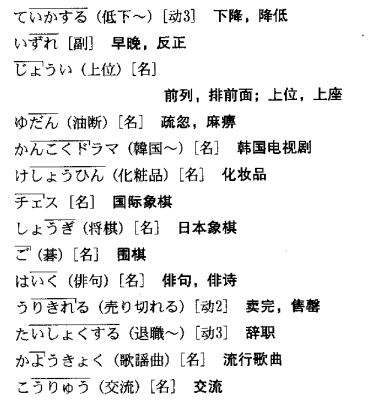 ていかする（低下～）[动3] 下降，降低
いずれ [副] 早晚，反正
じょうい（上位）[名]
前列，排前面；上位，上座
ゆだん（油断）[名] 疏忽，麻痹
かんこくドラマ（韓国～）[名] 韩国电视剧
けしょうひん（化粧品）[名] 化妆品
チェス [名] 国际象棋
しょうぎ（将棋）[名] 日本象棋
ご（碁）[名] 围棋
はいく（俳句）[名] 俳句，俳诗
うりきれる（売り切れる）[动2] 卖完，售罄
たいしょくする（退職～）[动3] 辞职
かようきょく（歌謡曲）[名] 流行歌曲
こうりゅう（交流）[名] 交流